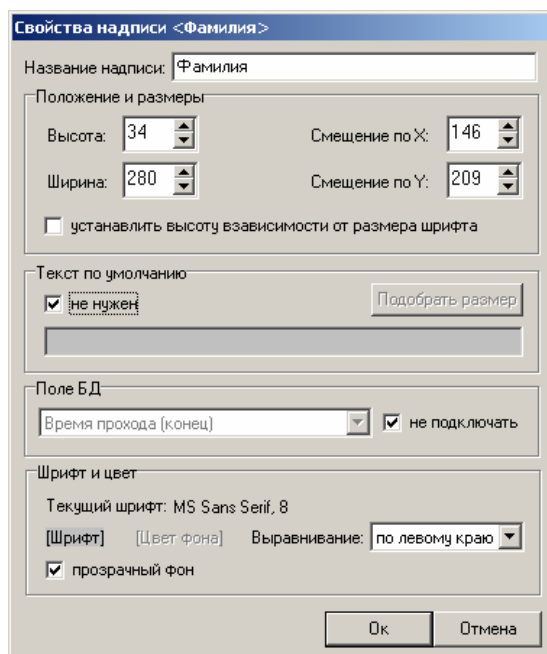 Свойства надписи <Фамилия>
Название надписи: Фамилия
Положение и размеры
Высота: 34 Смещение по X: 146
Ширина: 280 Смещение по Y: 209
устанавлить высоту взависимости от размера шрифта
Текст по умолчанию
не нужен Подобрать размер
Поле БД
Время прохода (конец) не подключать
Шрифт и цвет
Текущий шрифт: MS Sans Serif, 8
[Шрифт] [Цвет фона] Выравнивание: по левому краю
прозрачный фон
Ок Отмена